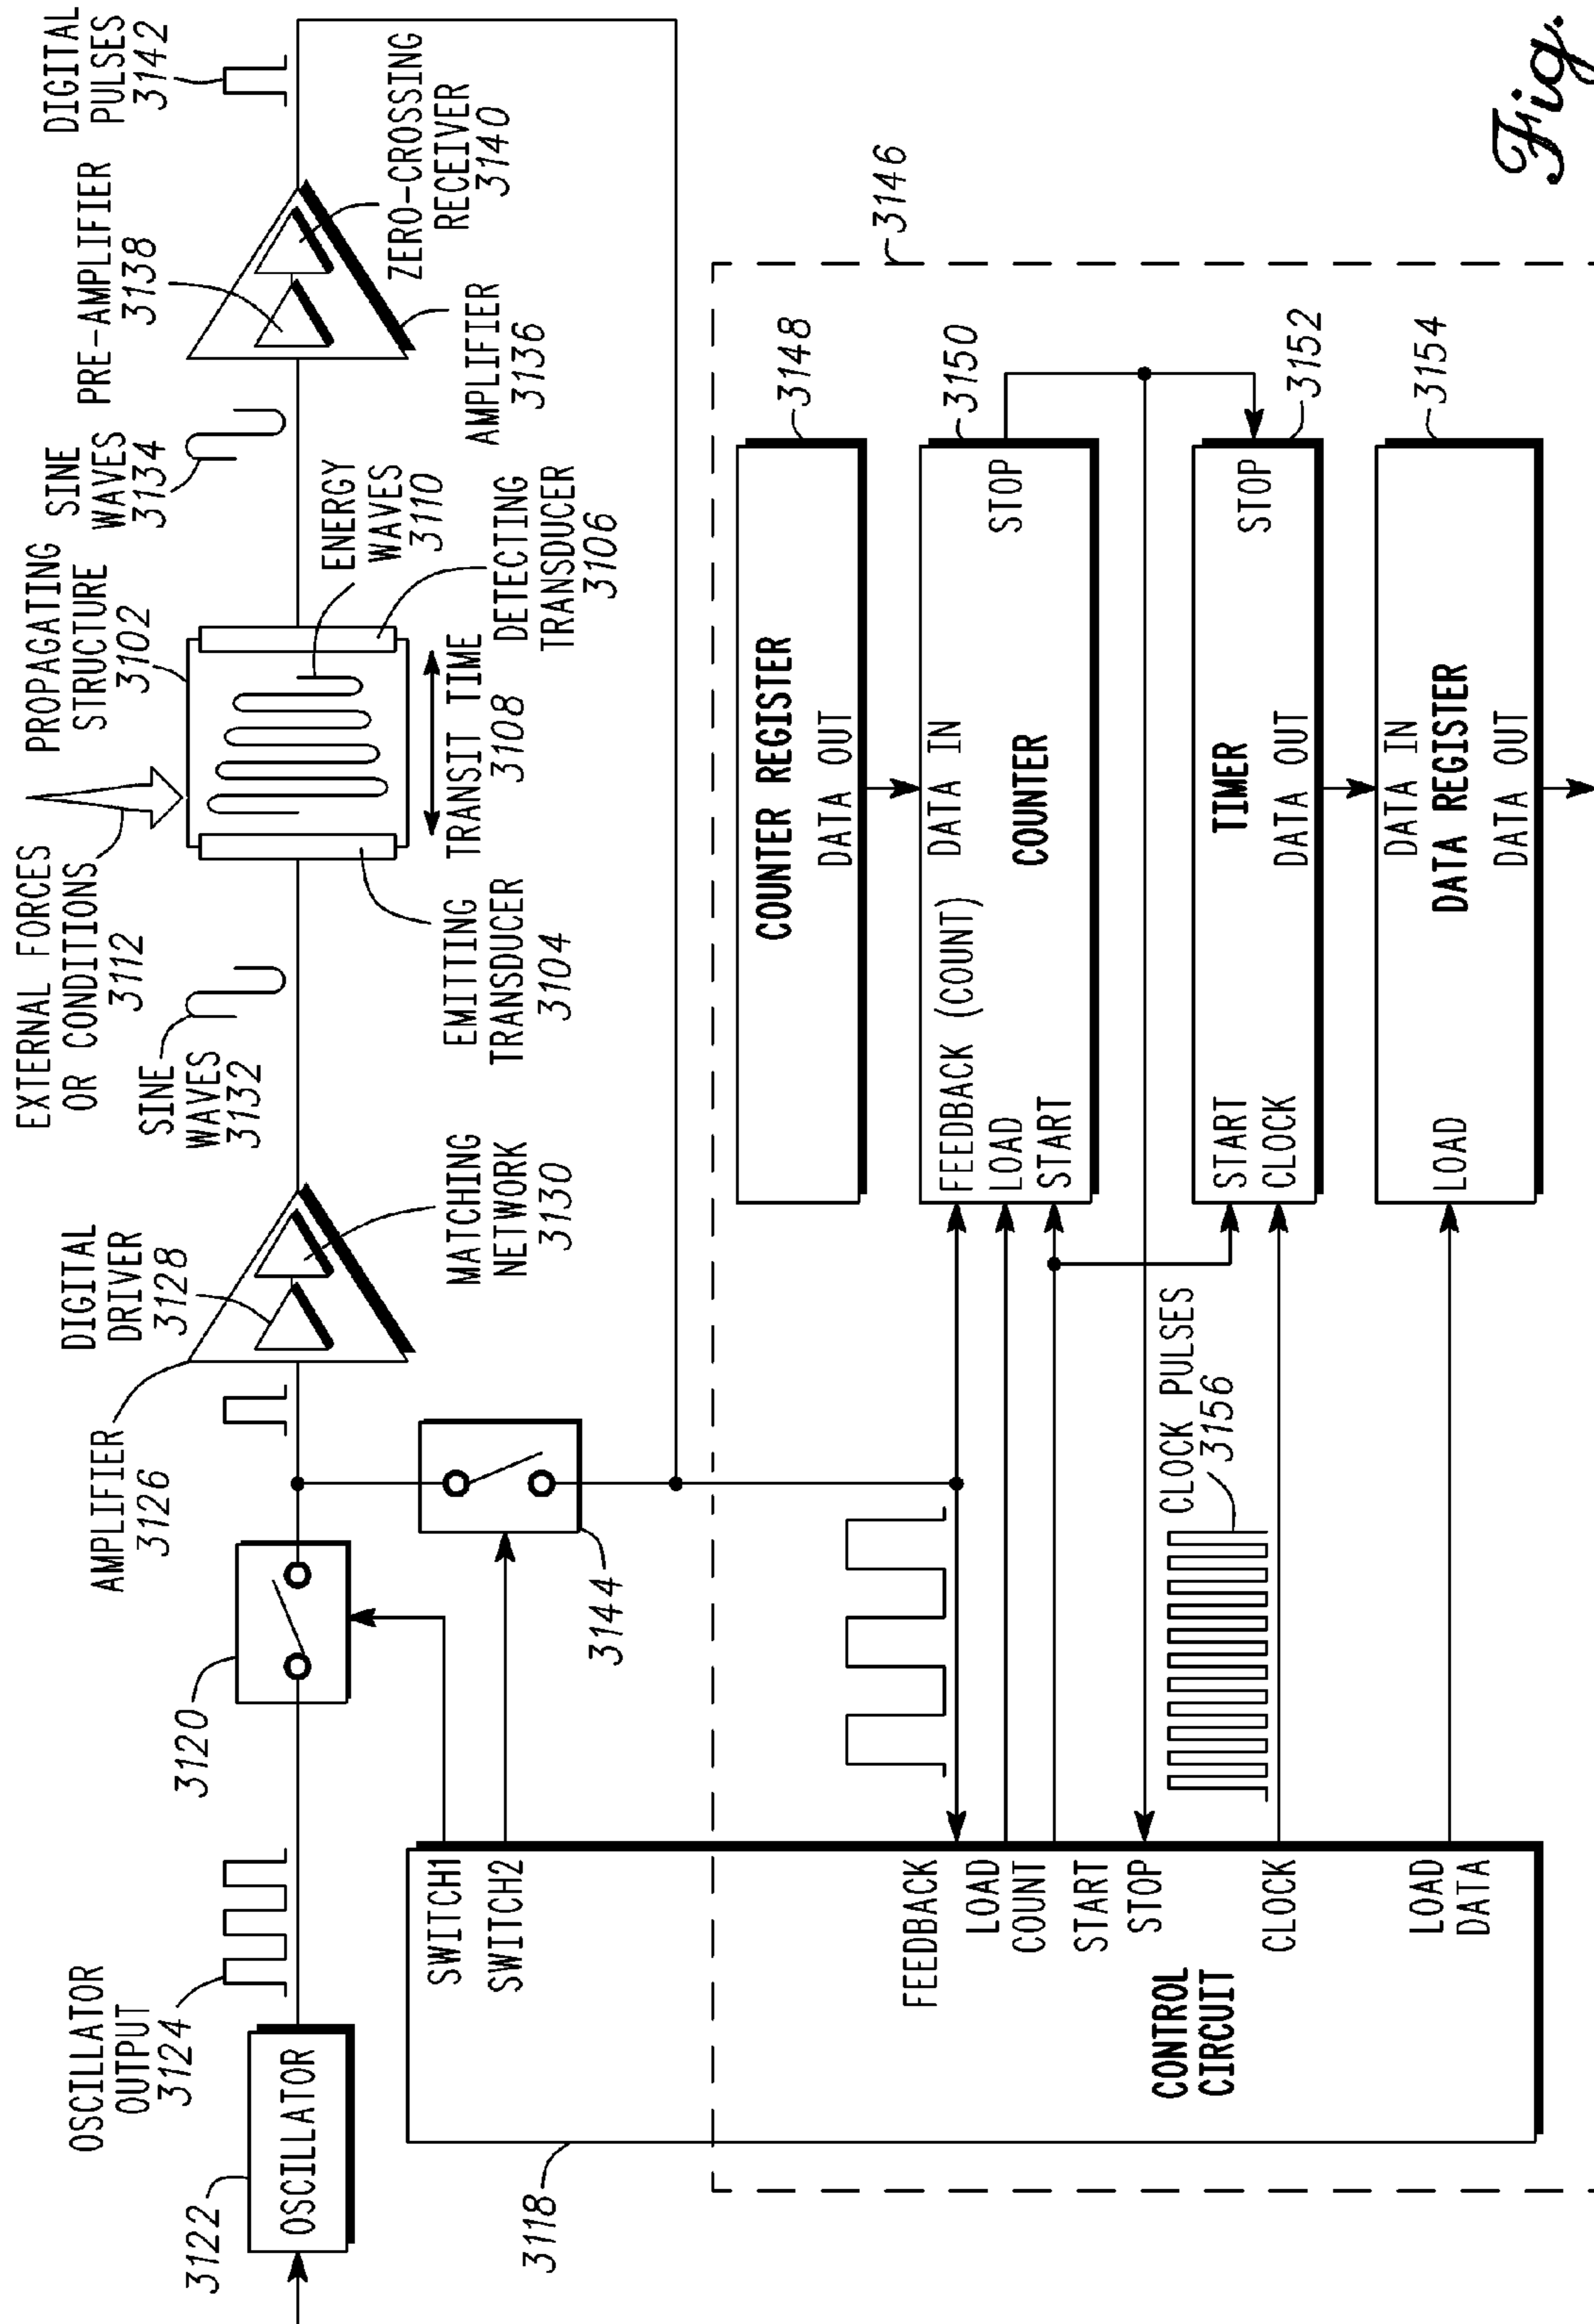 OSCILLATOR
OUTPUT
3124
3122
OSCILLATOR
3120
AMPLIFIER
3126
DIGITAL
DRIVER
3128
MATCHING
NETWORK
3130
EXTERNAL FORCES
OR CONDITIONS
3112
SINE
WAVES
3132
PROPAGATING
STRUCTURE
3102
EMITTING
TRANSDUCER
3104
TRANSIT TIME
3108
ENERGY
WAVES
3110
DETECTING
TRANSDUCER
3106
SINE
WAVES
3134
PRE-AMPLIFIER
3138
AMPLIFIER
3136
ZERO-CROSSING
RECEIVER
3140
DIGITAL
PULSES
3142
3144
3146
3118
SWITCH1
SWITCH2
FEEDBACK
LOAD
COUNT
START
STOP
CLOCK
LOAD
DATA
CONTROL
CIRCUIT
CLOCK PULSES
3156
COUNTER REGISTER
DATA OUT
3148
FEEDBACK (COUNT)
LOAD
START
DATA IN
COUNTER
STOP
3150
START
CLOCK
TIMER
DATA OUT
STOP
3152
LOAD
DATA IN
DATA REGISTER
DATA OUT
3154
Fig.